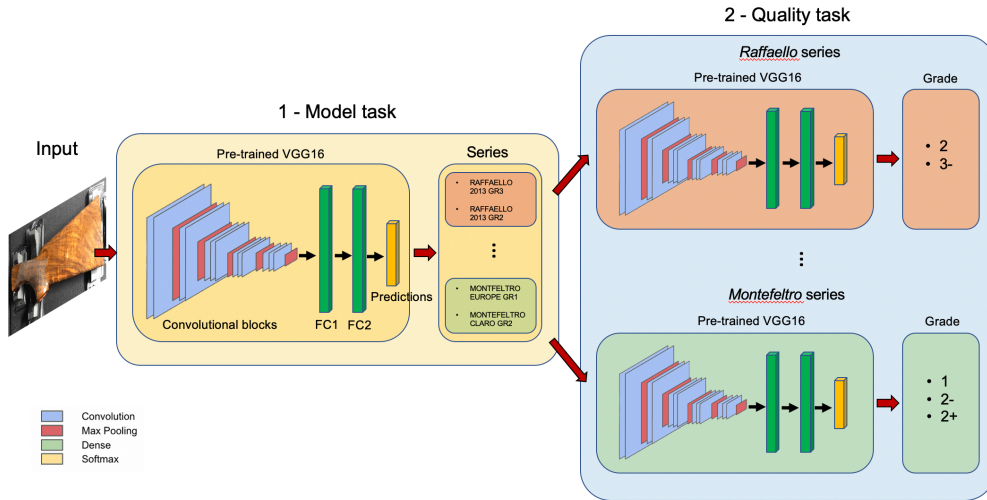 Input
1 - Model task
Pre-trained VGG16
Convolutional blocks
FC1
FC2
Predictions
Series
• RAFFAELLO
2013 GR3
• RAFFAELLO
2013 GR2
...
• MONTFELTRO
EUROPE GR1
• MONTEFELTRO
CLARO GR2
2 - Quality task
Raffaello series
Pre-trained VGG16
Grade
• 2
• 3-
...
Montefeltro series
Pre-trained VGG16
Grade
• 1
• 2-
• 2+
Convolution
Max Pooling
Dense
Softmax